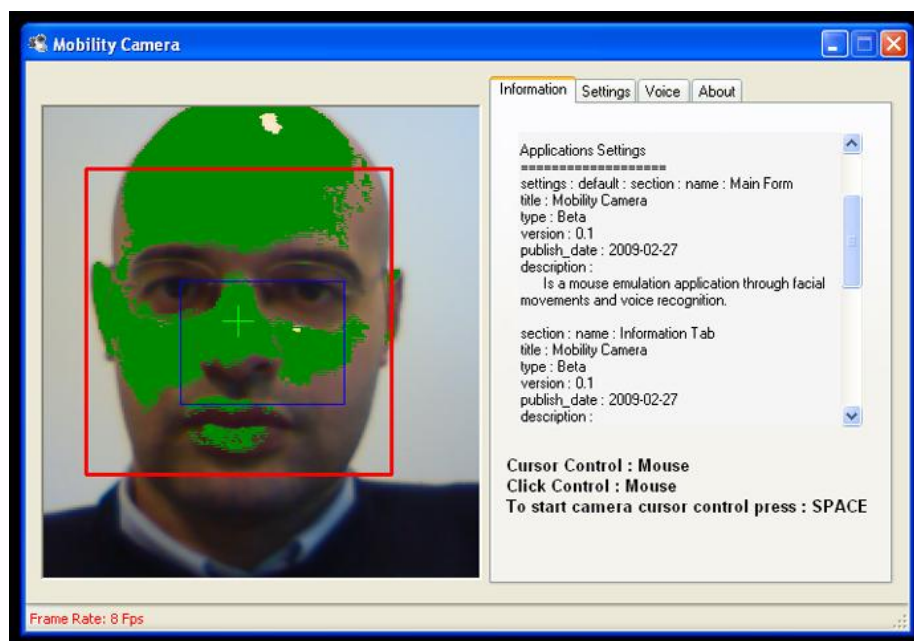 Mobility Camera
Information Settings Voice About
Applications Settings
===================
settings : default : section : name : Main Form
title : Mobility Camera
type : Beta
version : 0.1
publish_date : 2009-02-27
description :
Is a mouse emulation application through facial
movements and voice recognition.
section : name : Information Tab
title : Mobility Camera
type : Beta
version : 0.1
publish_date : 2009-02-27
description :
Cursor Control : Mouse
Click Control : Mouse
To start camera cursor control press : SPACE
Frame Rate: 8 Fps